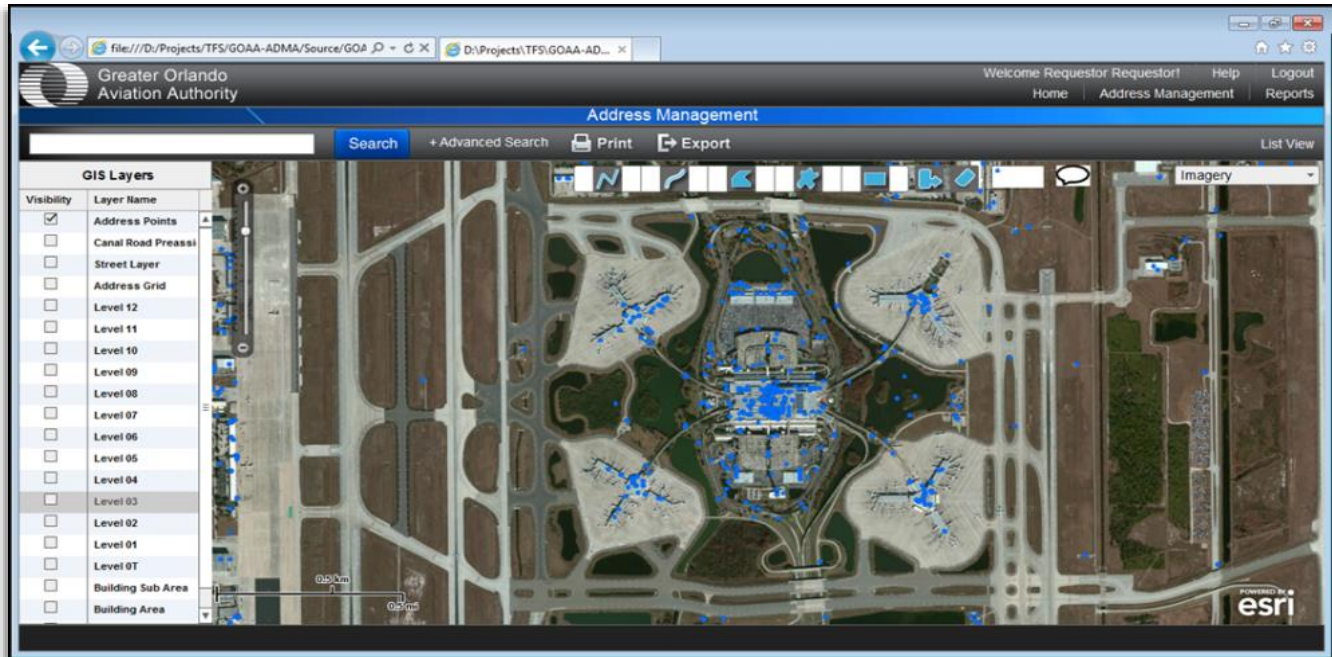 file:///D:/Projects/TFS/GOAA-ADMA/Source/GOA
D:\Projects\TFS\GOAA-AD...
Greater Orlando
Aviation Authority
Welcome Requestor Requestor! Help Logout
Home Address Management Reports
Address Management
Search + Advanced Search Print Export List View
GIS Layers
Imagery
Visibility Layer Name
Address Points
Canal Road Preassi
Street Layer
Address Grid
Level 12
Level 11
Level 10
Level 09
Level 08
Level 07
Level 06
Level 05
Level 04
Level 03
Level 02
Level 01
Level 0T
Building Sub Area
Building Area
0.5 km
0.5 mi
POWERED BY
esri